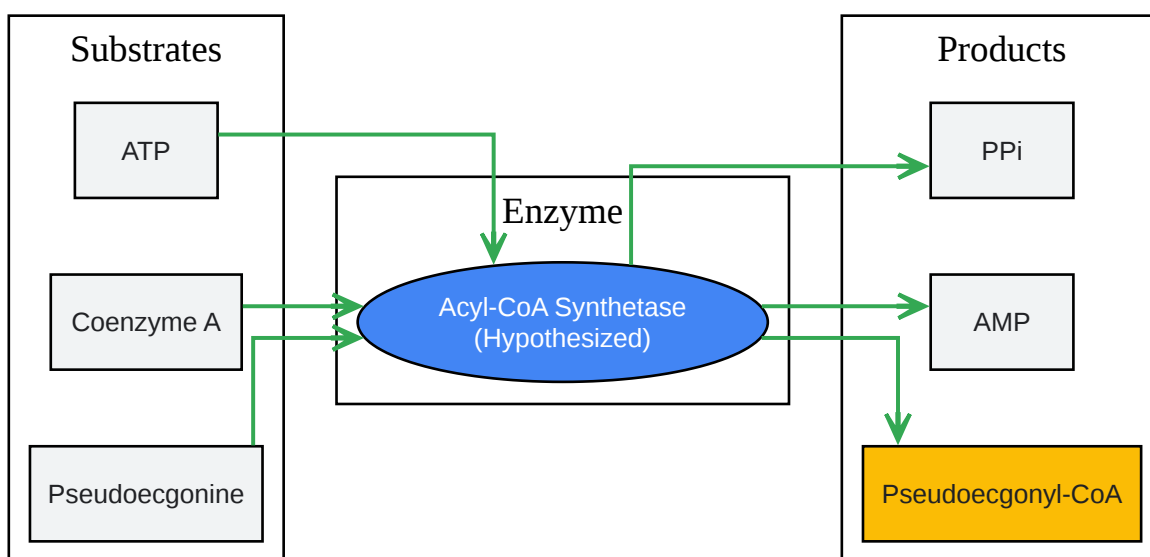 Substrates
ATP
Coenzyme A
Pseudoecgonine
Enzyme
Acyl-CoA Synthetase
(Hypothesized)
Products
PPi
AMP
Pseudoecgonyl-CoA